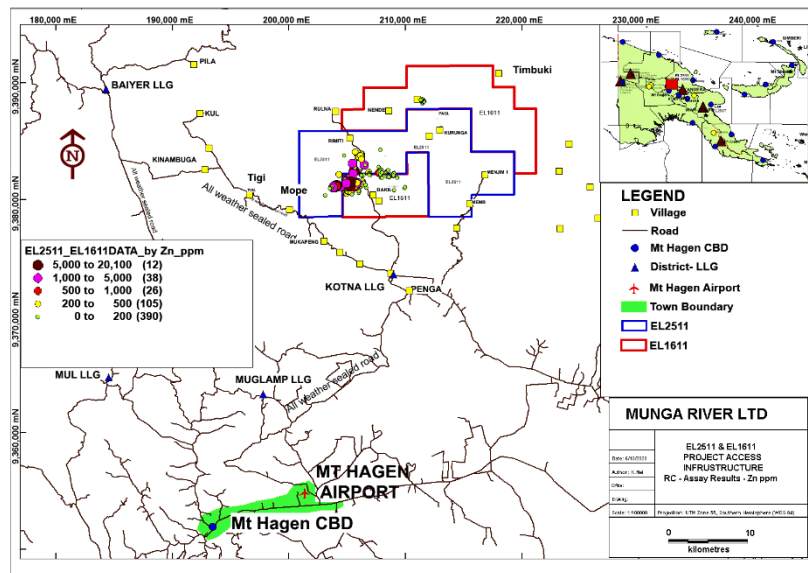 180,000 mE
190,000 mE
200,000 mE
210,000 mE
220,000 mE
230,000 mE
240,000 mE
9,390,000 mN
9,380,000 mN
9,370,000 mN
9,360,000 mN
N
PILA
BAIYER LLG
KUL
KINAMBUGA
Tigi
Mope
All weather sealed road
All weather sealed road
Timbuki
RULNA
NENDE
KURUNGA
EL1611
EL2511
EL2511
EL2511
EL1611
MUKAPENG
KOTNA LLG
PENGA
EL2511_EL1611DATA_by Zn_ppm
5,000 to 20,100 (12)
1,000 to 5,000 (38)
500 to 1,000 (26)
200 to 500 (105)
0 to 200 (390)
MUL LLG
MUGLAMP LLG
All weather sealed road
MT HAGEN
AIRPORT
Mt Hagen CBD
LEGEND
Village
Road
Mt Hagen CBD
District- LLG
Mt Hagen Airport
Town Boundary
EL2511
EL1611
MUNGA RIVER LTD
EL2511 & EL1611
PROJECT ACCESS
INFRUSTRUCTURE
RC - Assay Results - Zn ppm
0 10
kilometres